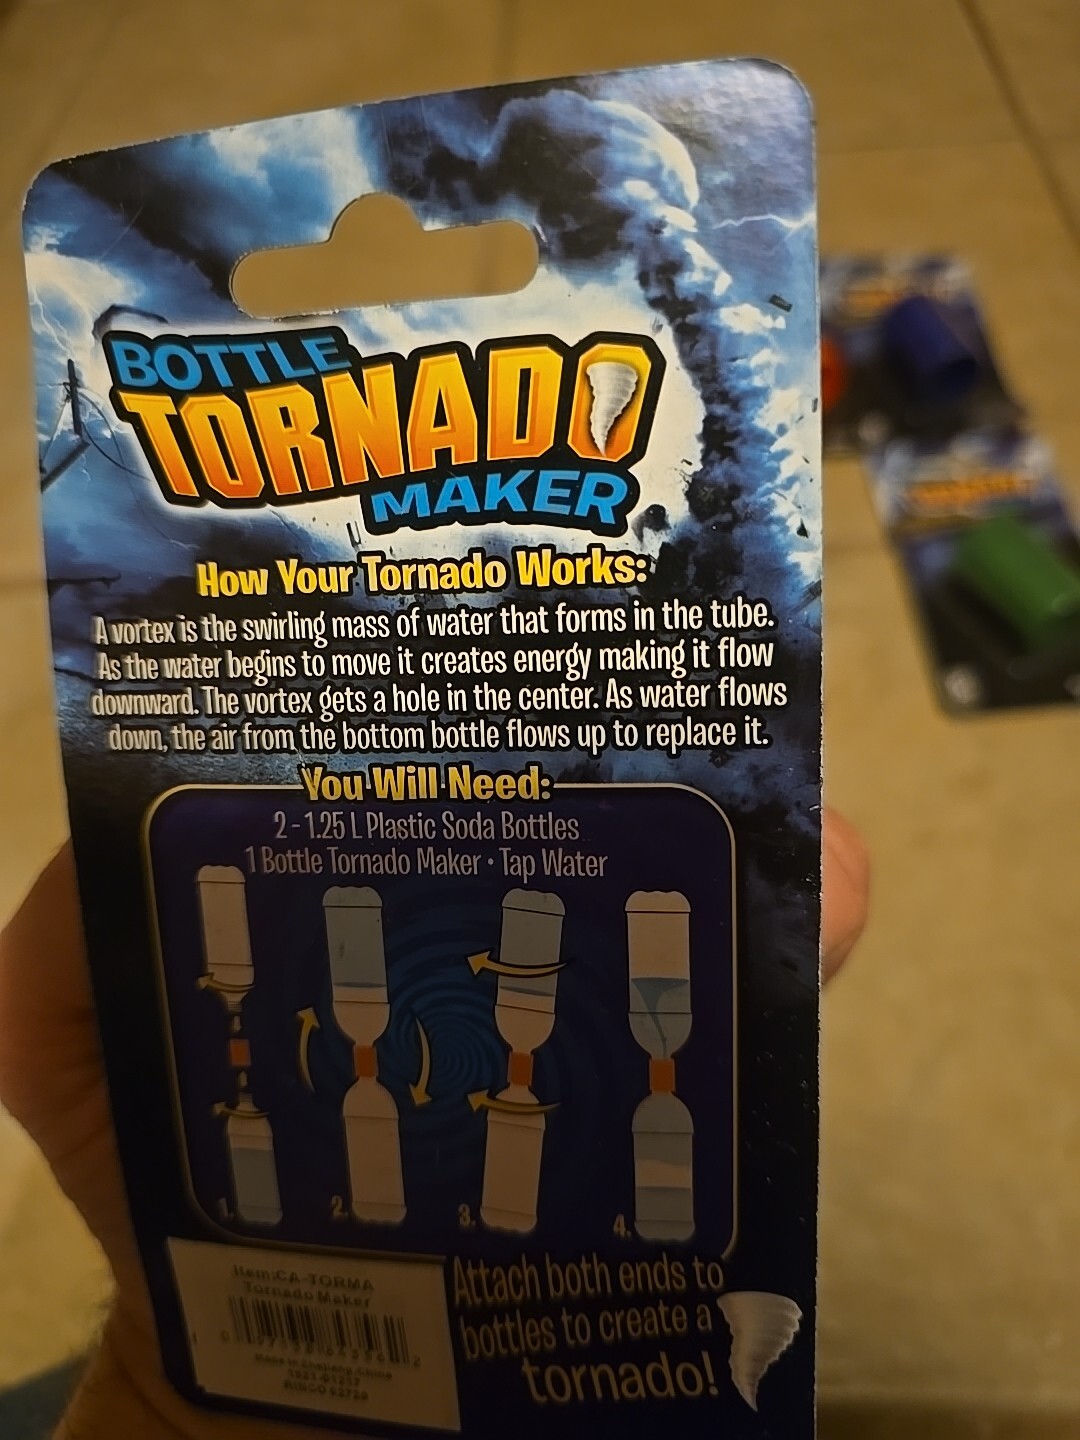 BOTTLE
TORNADO
MAKER
How Your Tornado Works:
A vortex is the swirling mass of water that forms in the tube.
As the water begins to move it creates energy making it flow
downward. The vortex gets a hole in the center. As water flows
down, the air from the bottom bottle flows up to replace it.
You Will Need:
2 - 1.25 L Plastic Soda Bottles
1 Bottle Tornado Maker • Tap Water
1.
2.
3.
4.
Item:CA-TORMA
Tornado Maker
Made in Zhejiang,China
Attach both ends to
bottles to create a
tornado!